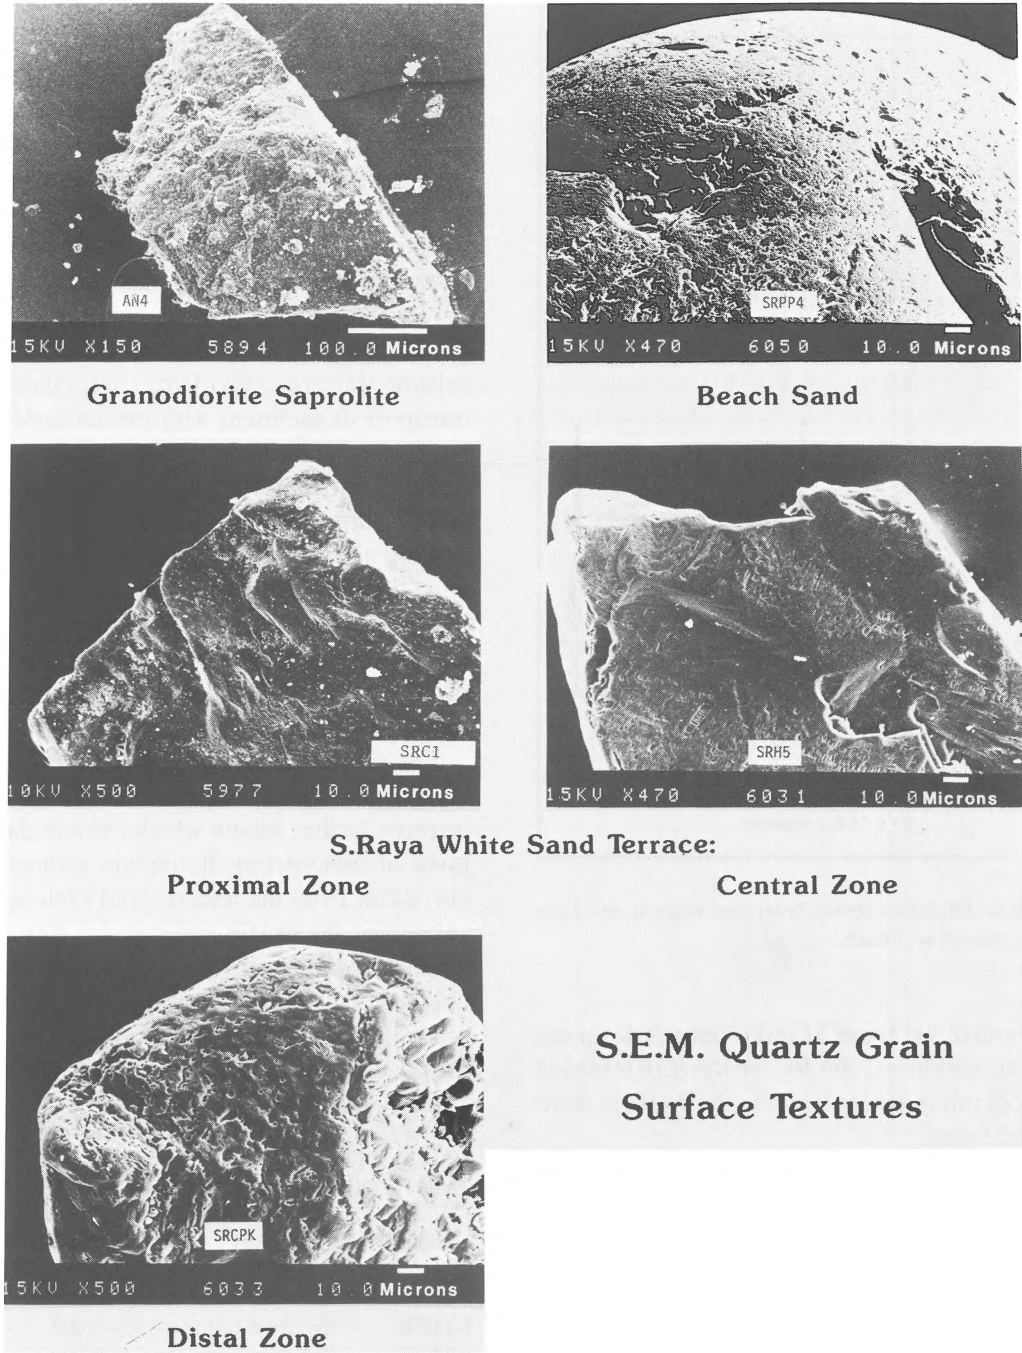 AN4
15KV X150 5894 100.0 Microns
Granodiorite Saprolite
SRPP4
15KV X470 6050 10.0 Microns
Beach Sand
SRC1
10KV X500 5977 10.0 Microns
SRH5
15KV X470 6031 10.0 Microns
S.Raya White Sand Terrace:
Proximal Zone
Central Zone
SRCPK
15KV X500 6033 10.0 Microns
Distal Zone
S.E.M. Quartz Grain
Surface Textures